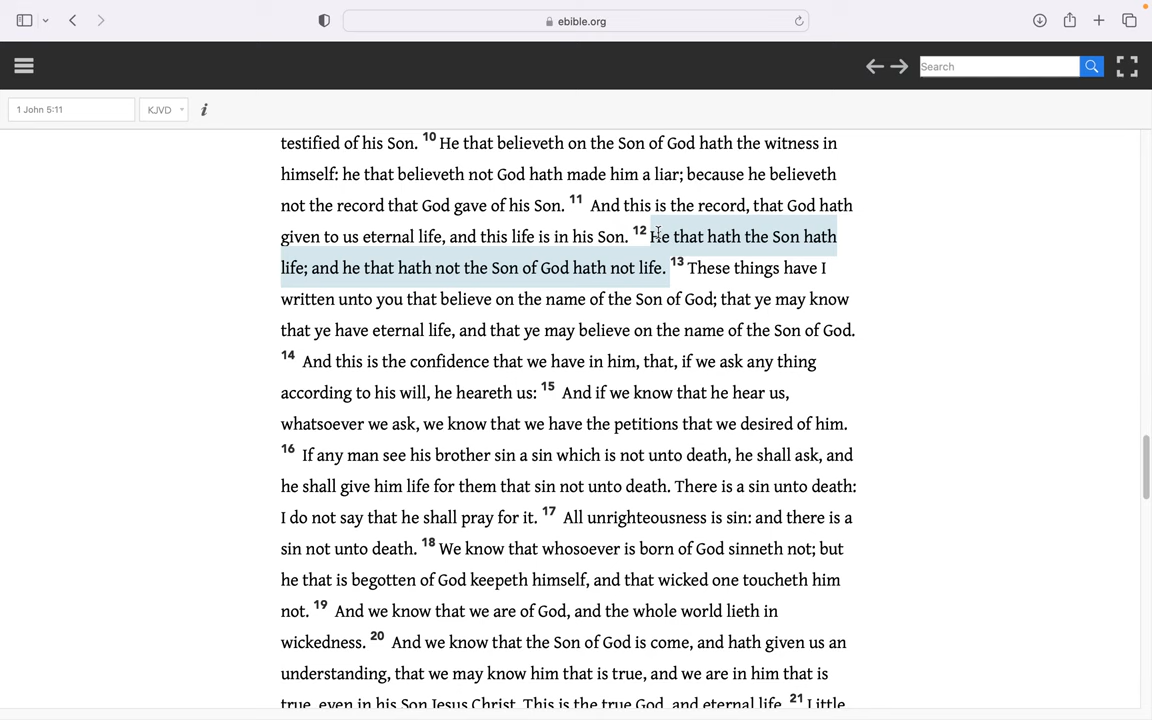 ebible.org
Search
1 John 5:11 KJVD i
testified of his Son. 10 He that believeth on the Son of God hath the witness in
himself: he that believeth not God hath made him a liar; because he believeth
not the record that God gave of his Son. 11 And this is the record, that God hath
given to us eternal life, and this life is in his Son. 12 He that hath the Son hath
life; and he that hath not the Son of God hath not life. 13 These things have I
written unto you that believe on the name of the Son of God; that ye may know
that ye have eternal life, and that ye may believe on the name of the Son of God.
14 And this is the confidence that we have in him, that, if we ask any thing
according to his will, he heareth us: 15 And if we know that he hear us,
whatsoever we ask, we know that we have the petitions that we desired of him.
16 If any man see his brother sin a sin which is not unto death, he shall ask, and
he shall give him life for them that sin not unto death. There is a sin unto death:
I do not say that he shall pray for it. 17 All unrighteousness is sin: and there is a
sin not unto death. 18 We know that whosoever is born of God sinneth not; but
he that is begotten of God keepeth himself, and that wicked one toucheth him
not. 19 And we know that we are of God, and the whole world lieth in
wickedness. 20 And we know that the Son of God is come, and hath given us an
understanding, that we may know him that is true, and we are in him that is
true, even in his Son Jesus Christ. This is the true God, and eternal life. 21 Little